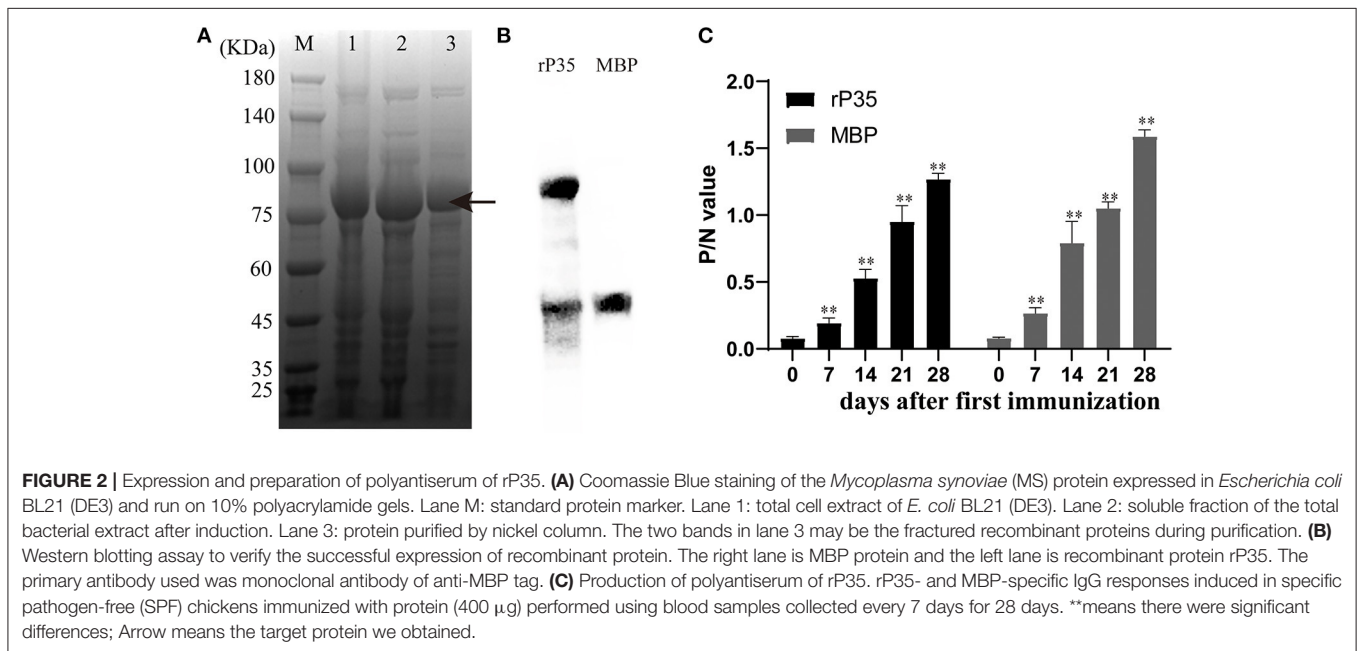 A (KDa) M 1 2 3
180
140
100
75
60
45
35
25
B
rP35 MBP
C
rP35
MBP
P/N value
2.0
1.5
1.0
0.5
0.0
** ** ** ** ** ** ** **
0 7 14 21 28 0 7 14 21 28
days after first immunization
FIGURE 2 | Expression and preparation of polyantiserum of rP35. (A) Coomassie Blue staining of the Mycoplasma synoviae (MS) protein expressed in Escherichia coli
BL21 (DE3) and run on 10% polyacrylamide gels. Lane M: standard protein marker. Lane 1: total cell extract of E. coli BL21 (DE3). Lane 2: soluble fraction of the total
bacterial extract after induction. Lane 3: protein purified by nickel column. The two bands in lane 3 may be the fractured recombinant proteins during purification. (B)
Western blotting assay to verify the successful expression of recombinant protein. The right lane is MBP protein and the left lane is recombinant protein rP35. The
primary antibody used was monoclonal antibody of anti-MBP tag. (C) Production of polyantiserum of rP35. rP35- and MBP-specific IgG responses induced in specific
pathogen-free (SPF) chickens immunized with protein (400 μg) performed using blood samples collected every 7 days for 28 days. **means there were significant
differences; Arrow means the target protein we obtained.